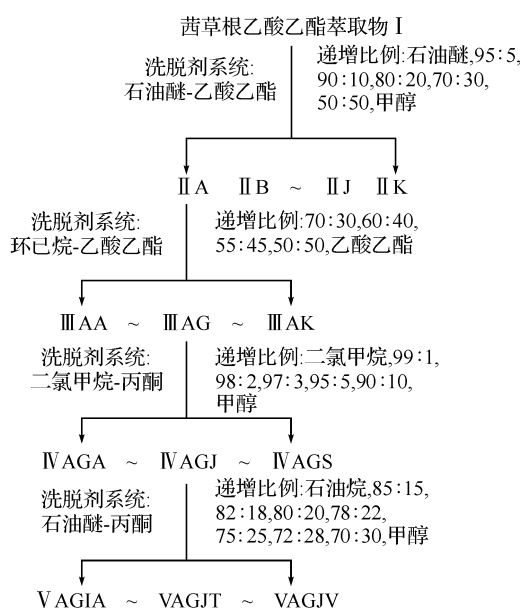 茜草根乙酸乙酯萃取物Ⅰ
洗脱剂系统:
石油醚-乙酸乙酯
递增比例:石油醚,95∶5,
90∶10,80∶20,70∶30,
50∶50,甲醇
ⅡA ⅡB ~ ⅡJ ⅡK
洗脱剂系统:
环已烷-乙酸乙酯
递增比例:70∶30,60∶40,
55∶45,50∶50,乙酸乙酯
ⅢAA ~ ⅢAG ~ ⅢAK
洗脱剂系统:
二氯甲烷-丙酮
递增比例:二氯甲烷,99∶1,
98∶2,97∶3,95∶5,90∶10,
甲醇
ⅣAGA ~ ⅣAGJ ~ ⅣAGS
洗脱剂系统:
石油醚-丙酮
递增比例:石油烷,85∶15,
82∶18,80∶20,78∶22,
75∶25,72∶28,70∶30,甲醇
ⅤAGIA ~ VAGJT ~ VAGJV